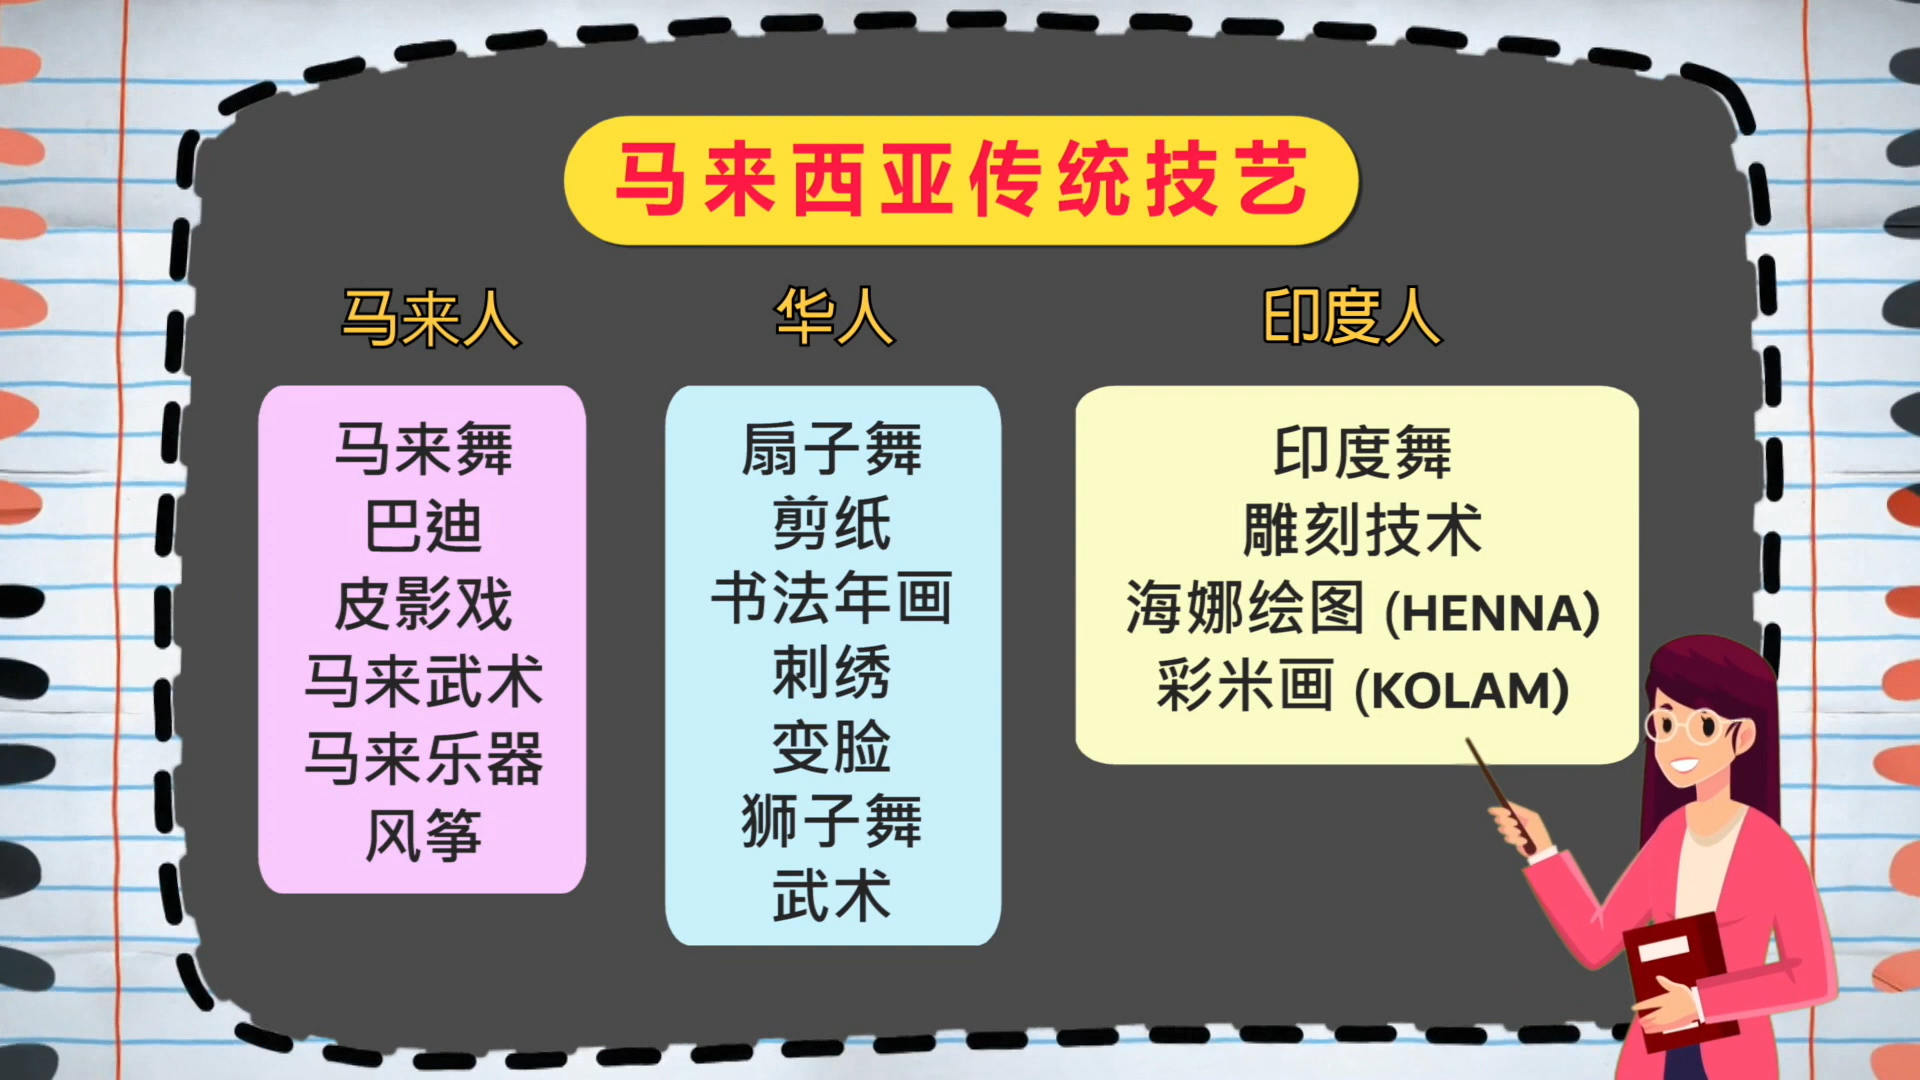 马来西亚传统技艺
马来人
马来舞
巴迪
皮影戏
马来武术
马来乐器
风筝
华人
扇子舞
剪纸
书法年画
刺绣
变脸
狮子舞
武术
印度人
印度舞
雕刻技术
海娜绘图 (HENNA)
彩米画 (KOLAM)